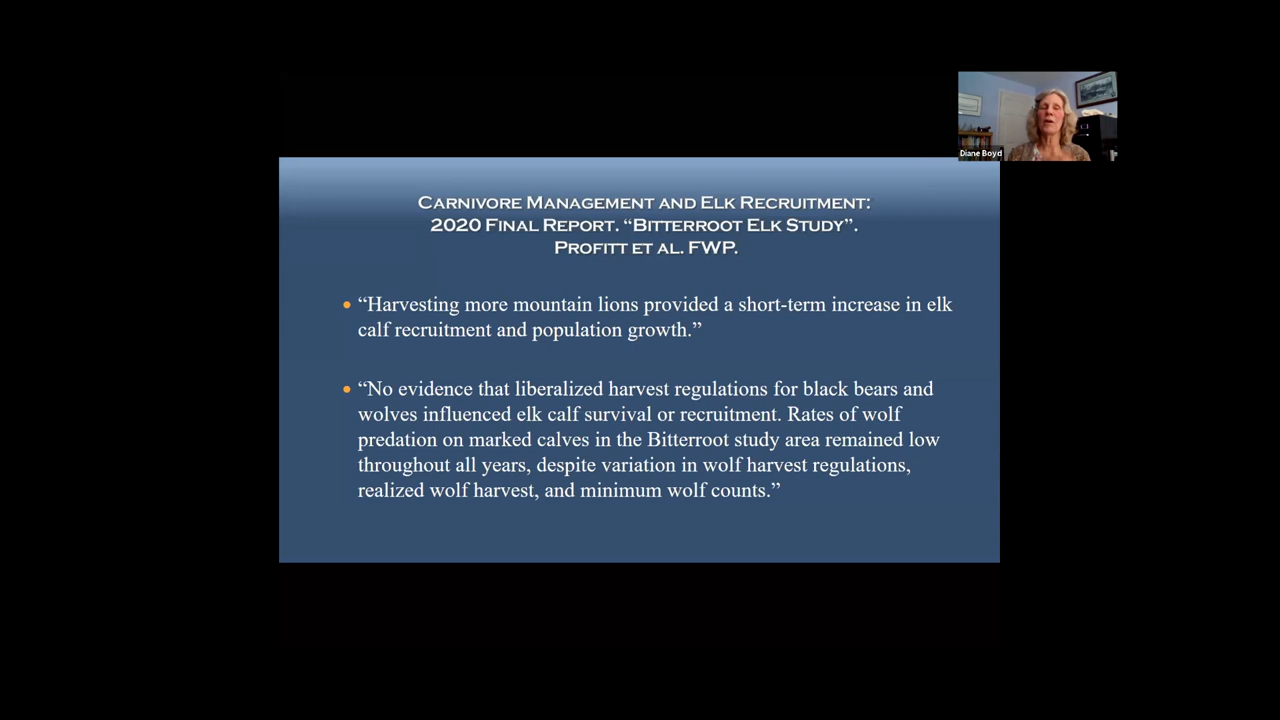 Diane Boyd
CARNIVORE MANAGEMENT AND ELK RECRUITMENT:
2020 FINAL REPORT. “BITTERROOT ELK STUDY”.
PROFITT ET AL. FWP.
• “Harvesting more mountain lions provided a short-term increase in elk
calf recruitment and population growth.”
• “No evidence that liberalized harvest regulations for black bears and
wolves influenced elk calf survival or recruitment. Rates of wolf
predation on marked calves in the Bitterroot study area remained low
throughout all years, despite variation in wolf harvest regulations,
realized wolf harvest, and minimum wolf counts.”